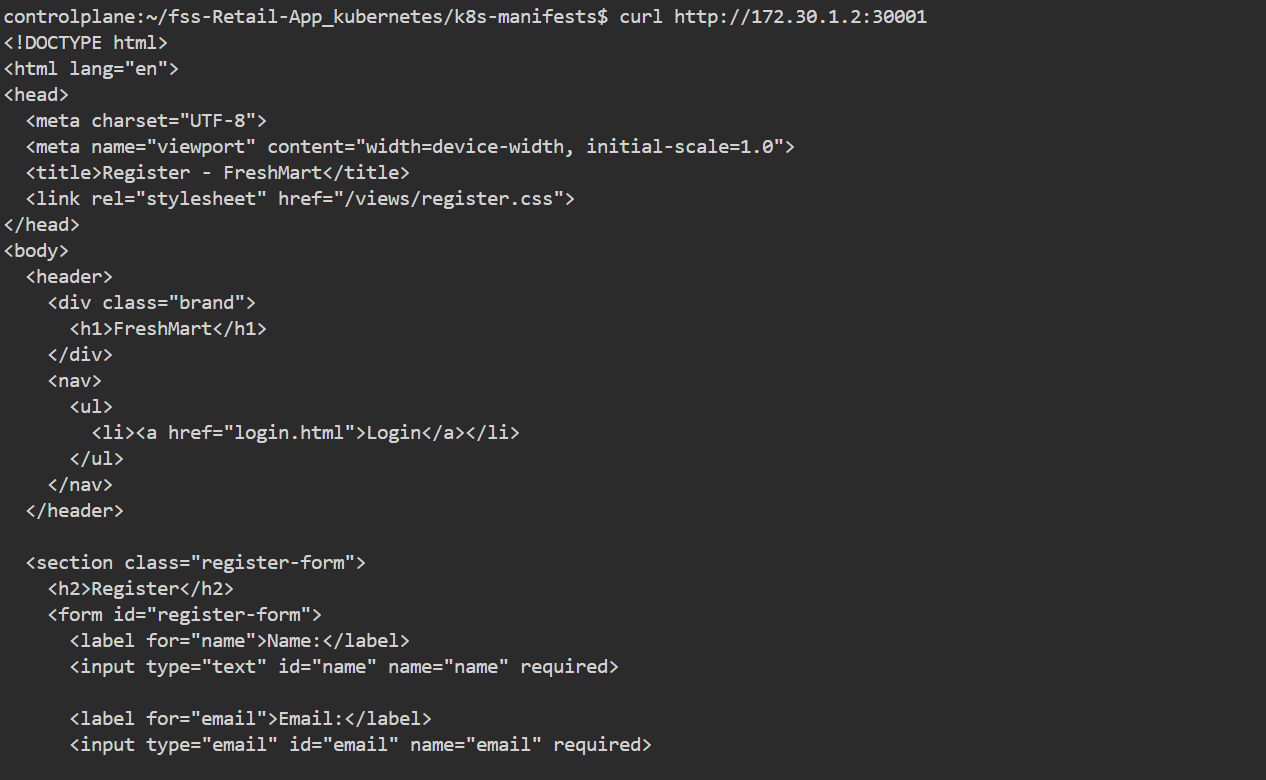 controlplane:~/fss-Retail-App_kubernetes/k8s-manifests$ curl http://172.30.1.2:30001
<!DOCTYPE html>
<html lang="en">
<head>
  <meta charset="UTF-8">
  <meta name="viewport" content="width=device-width, initial-scale=1.0">
  <title>Register - FreshMart</title>
  <link rel="stylesheet" href="/views/register.css">
</head>
<body>
  <header>
    <div class="brand">
      <h1>FreshMart</h1>
    </div>
    <nav>
      <ul>
        <li><a href="login.html">Login</a></li>
      </ul>
    </nav>
  </header>

  <section class="register-form">
    <h2>Register</h2>
    <form id="register-form">
      <label for="name">Name:</label>
      <input type="text" id="name" name="name" required>

      <label for="email">Email:</label>
      <input type="email" id="email" name="email" required>